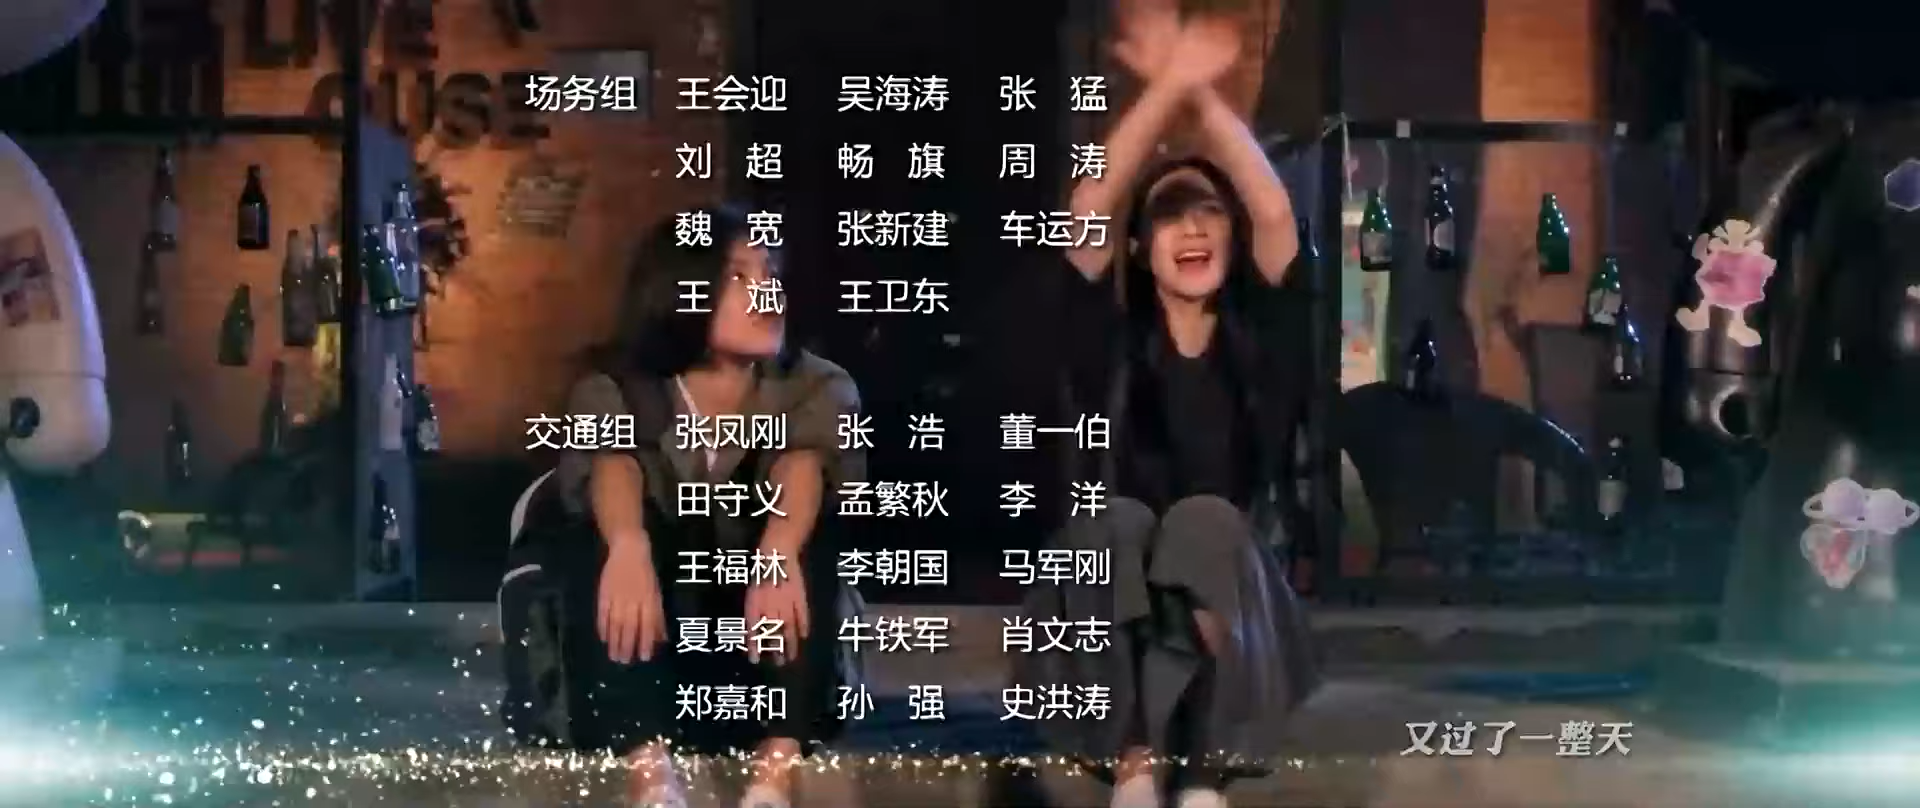 场务组 王会迎 吴海涛 张 猛
刘 超 畅 旗 周 涛
魏 宽 张新建 车运方
王 斌 王卫东
交通组 张凤刚 张 浩 董一伯
田守义 孟繁秋 李 洋
王福林 李朝国 马军刚
夏景名 牛铁军 肖文志
郑嘉和 孙 强 史洪涛
又过了一整天